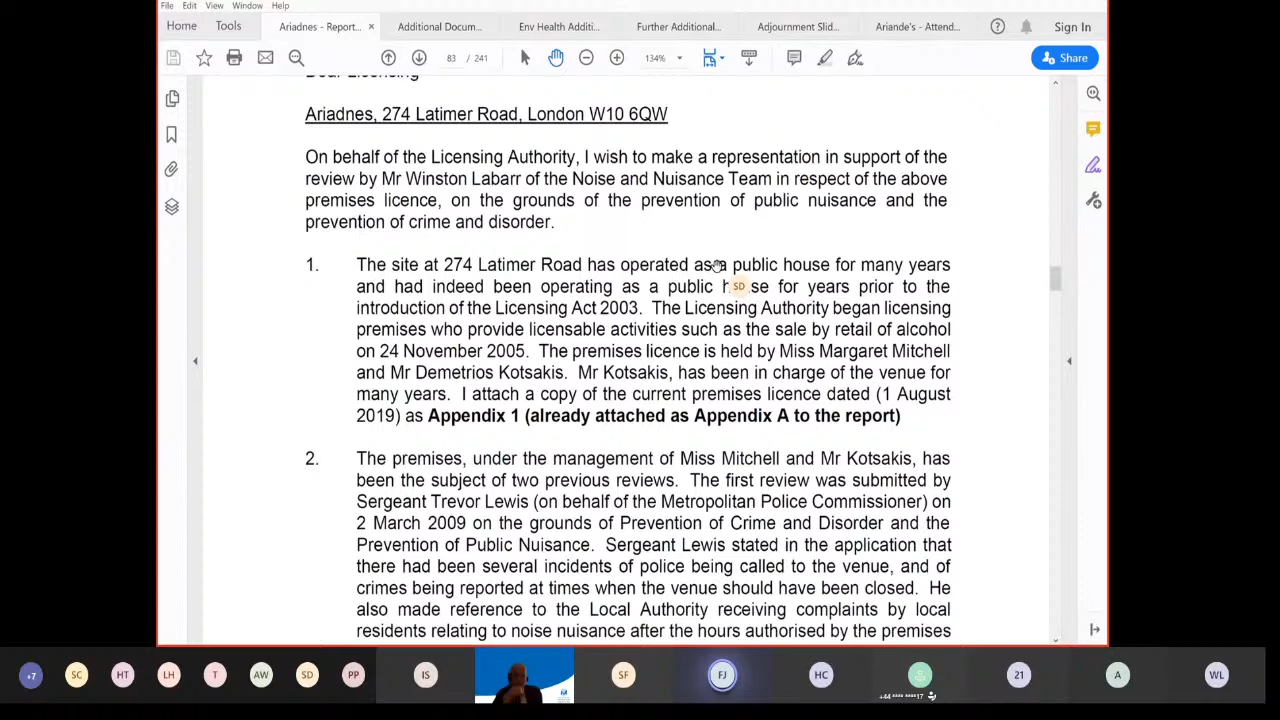 File Edit View Window Help
Home Tools Ariadnes - Report... × Additional Docum... Env Health Additi... Further Additional... Adjournment Slid... Ariande's - Attend... Sign In
83 / 241 134% Share
Dear Licensing
Ariadnes, 274 Latimer Road, London W10 6QW
On behalf of the Licensing Authority, I wish to make a representation in support of the
review by Mr Winston Labarr of the Noise and Nuisance Team in respect of the above
premises licence, on the grounds of the prevention of public nuisance and the
prevention of crime and disorder.
1. The site at 274 Latimer Road has operated as a public house for many years
and had indeed been operating as a public house for years prior to the
SD
introduction of the Licensing Act 2003. The Licensing Authority began licensing
premises who provide licensable activities such as the sale by retail of alcohol
on 24 November 2005. The premises licence is held by Miss Margaret Mitchell
and Mr Demetrios Kotsakis. Mr Kotsakis, has been in charge of the venue for
many years. I attach a copy of the current premises licence dated (1 August
2019) as Appendix 1 (already attached as Appendix A to the report)
2. The premises, under the management of Miss Mitchell and Mr Kotsakis, has
been the subject of two previous reviews. The first review was submitted by
Sergeant Trevor Lewis (on behalf of the Metropolitan Police Commissioner) on
2 March 2009 on the grounds of Prevention of Crime and Disorder and the
Prevention of Public Nuisance. Sergeant Lewis stated in the application that
there had been several incidents of police being called to the venue, and of
crimes being reported at times when the venue should have been closed. He
also made reference to the Local Authority receiving complaints by local
residents relating to noise nuisance after the hours authorised by the premises
+7 SC HT LH T AW SD PP IS SF FJ HC 21 A WL
+44 **** ****17